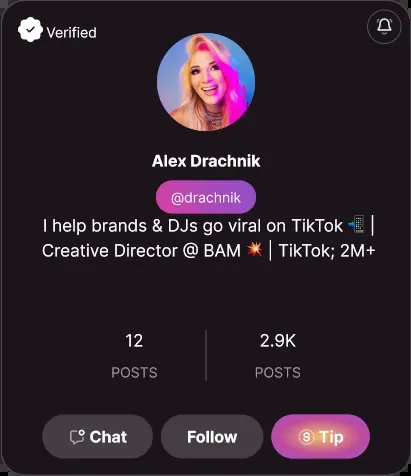 Verified
Alex Drachnik
@drachnik
I help brands & DJs go viral on TikTok 📲 |
Creative Director @ BAM 💥 | TikTok; 2M+
12
2.9K
POSTS
POSTS
Chat
Follow
Tip